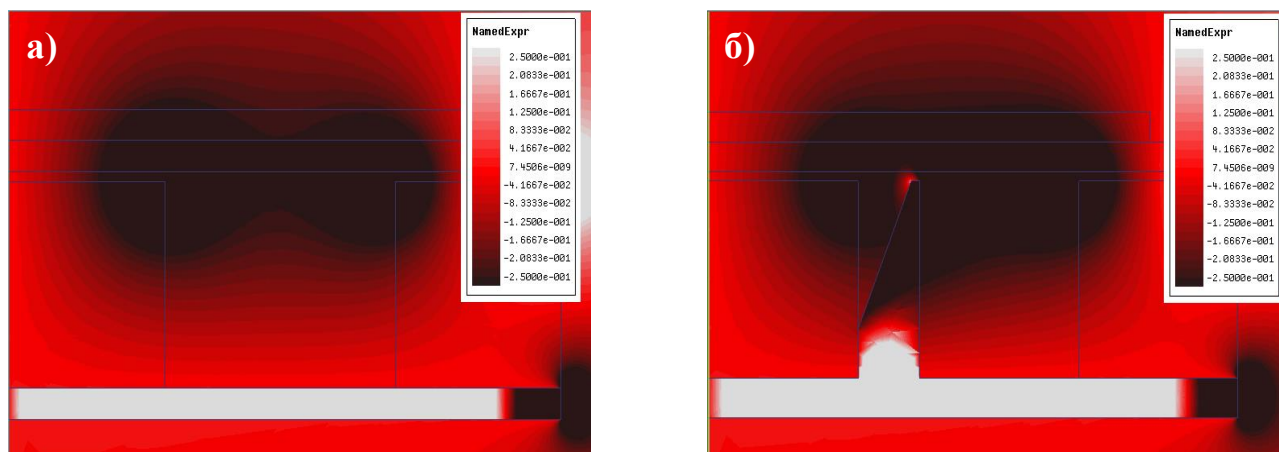 а)
NamedExpr
2.5000e-001
2.0833e-001
1.6667e-001
1.2500e-001
8.3333e-002
4.1667e-002
7.4506e-009
-4.1667e-002
-8.3333e-002
-1.2500e-001
-1.6667e-001
-2.0833e-001
-2.5000e-001
б)
NamedExpr
2.5000e-001
2.0833e-001
1.6667e-001
1.2500e-001
8.3333e-002
4.1667e-002
7.4506e-009
-4.1667e-002
-8.3333e-002
-1.2500e-001
-1.6667e-001
-2.0833e-001
-2.5000e-001